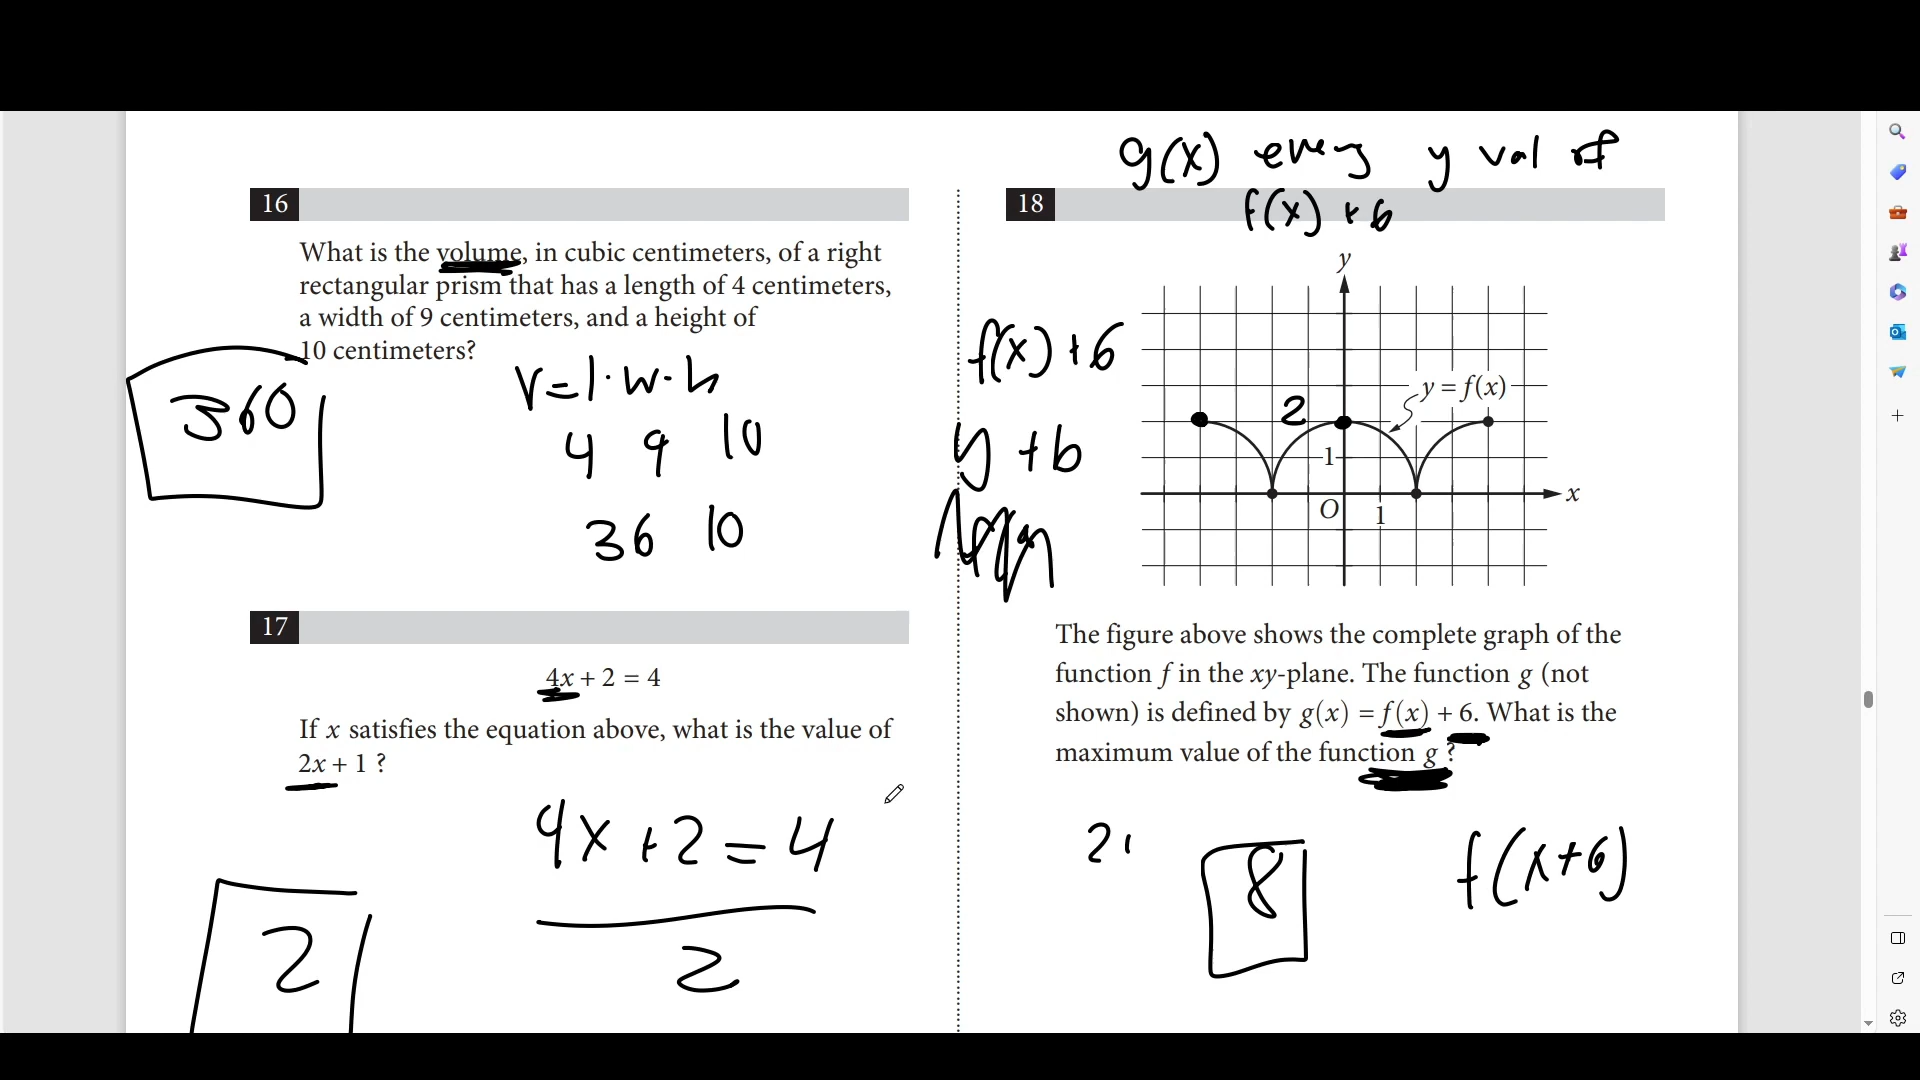 g(x) every y val of
f(x) + 6
16
What is the volume, in cubic centimeters, of a right
rectangular prism that has a length of 4 centimeters,
a width of 9 centimeters, and a height of
10 centimeters?
360
V = l · w · h
4 9 10
36 10
17
4x + 2 = 4
If x satisfies the equation above, what is the value of
2x + 1 ?
4x + 2 = 4
2
2
18
y
f(x) + 6
y = f(x)
2
y + 6
1
x
O
1
The figure above shows the complete graph of the
function f in the xy-plane. The function g (not
shown) is defined by g(x) = f(x) + 6. What is the
maximum value of the function g ?
2
8
f(x+6)